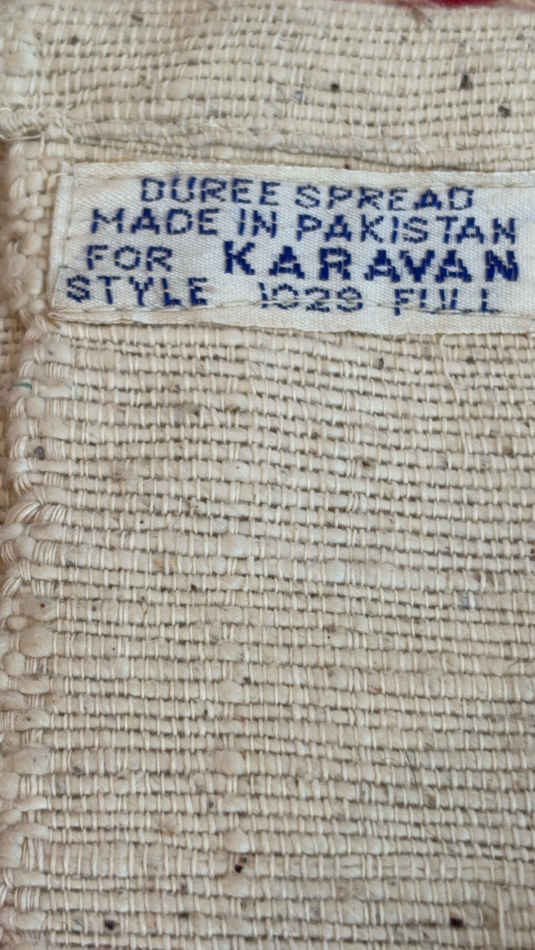 DUREE SPREAD
MADE IN PAKISTAN
FOR KARAVAN
STYLE 1029 FULL